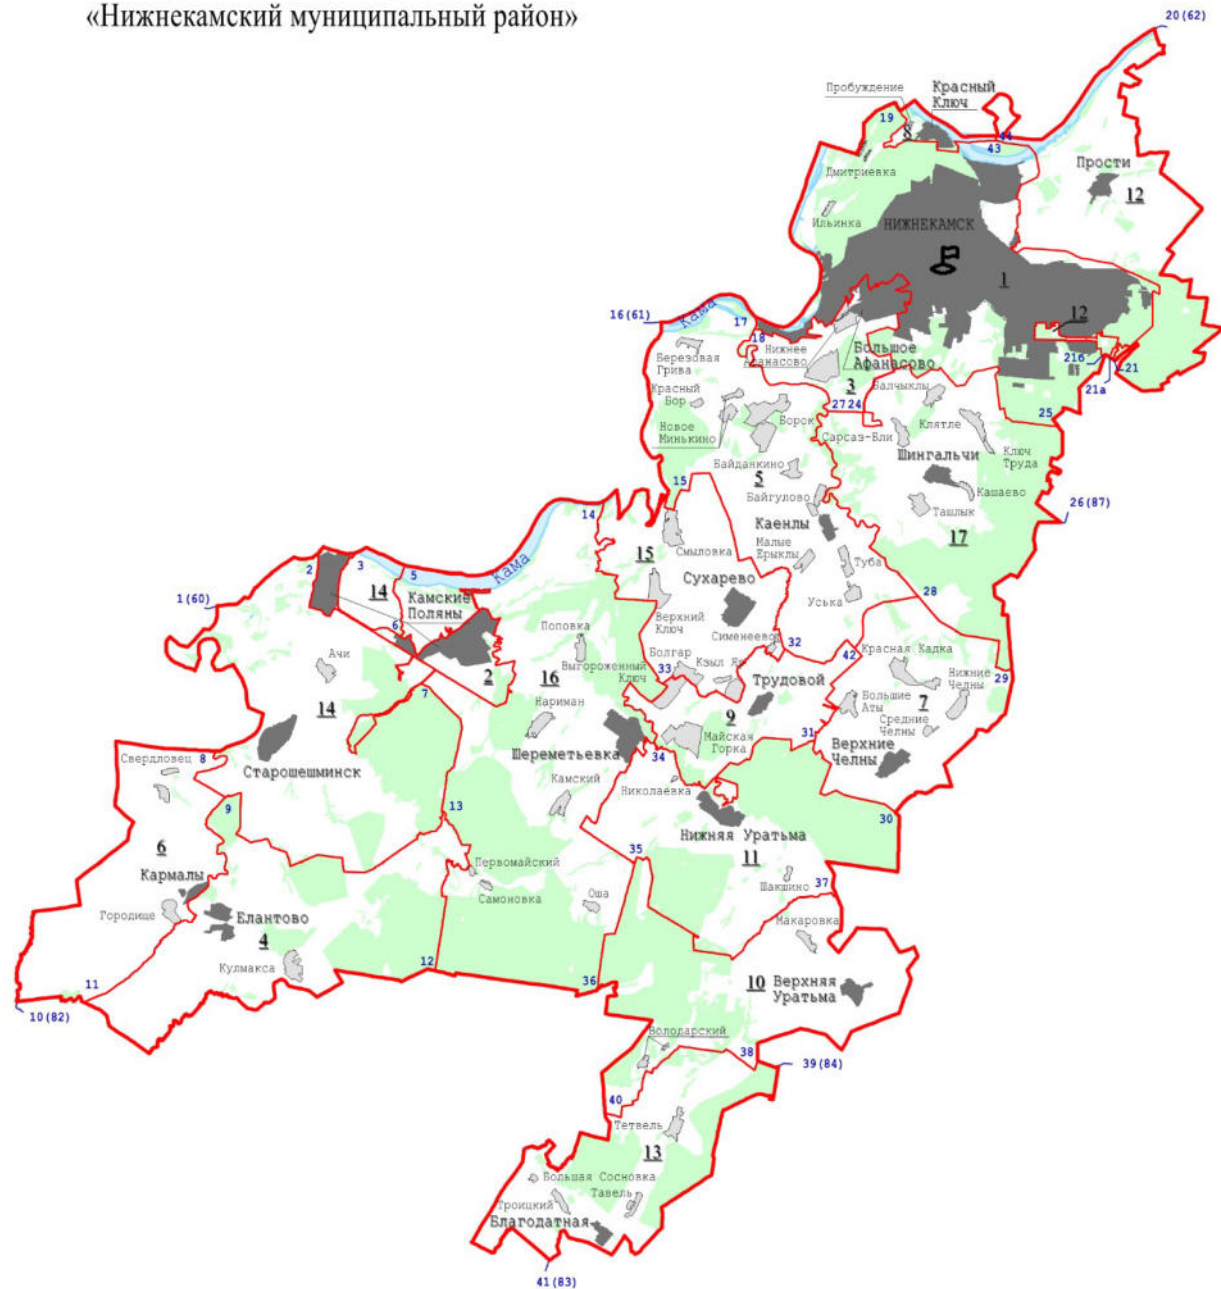 «Нижнекамский муниципальный район»
20 (62)
Пробуждение
Красный
Ключ
19
8
44
43
Прости
12
Дмитриевка
Ильинка
НИЖНЕКАМСК
1
12
16 (61)
Кама
17
18
Нижнее
Афанасово
Большое
Афанасово
Березовая
Грива
216
21
21а
3
Балчыклы
Красный
Бор
27 24
25
Новое
Минькино
Борок
Сарсаз-Бли
Клятле
Ключ
Труда
Шингальчи
Байданкино
5
15
Байгулово
Кашаево
Ташлык
26 (87)
14
Каенлы
17
15
Смыловка
Малые
Ерыклы
Туба
Сухарево
2
3
5
Кама
14
Камские
Поляны
1 (60)
6
Уська
28
Верхний
Ключ
Поповка
Сименеево
32
42
Красная Кадка
Ачи
Болгар
Кзыл Яр
Выгороженный
Ключ
33
2
16
Трудовой
Нижние
Челны
29
7
Большие
Аты
7
14
Нариман
9
Средние
Челны
Майская
Горка
31
Верхние
Челны
Шереметьевка
34
Старошешминск
Свердловец
8
Камский
Николаевка
9
13
30
Нижняя Уратьма
6
35
11
Первомайский
Кармалы
Шакшино
37
Самоновка
Оша
Городище
Елантово
4
Макаровка
Кулмакса
12
36
10
Верхняя
Уратьма
11
10 (82)
Володарский
38
39 (84)
40
Тетвель
13
Большая Сосновка
Троицкий
Тавель
Благодатная
41 (83)